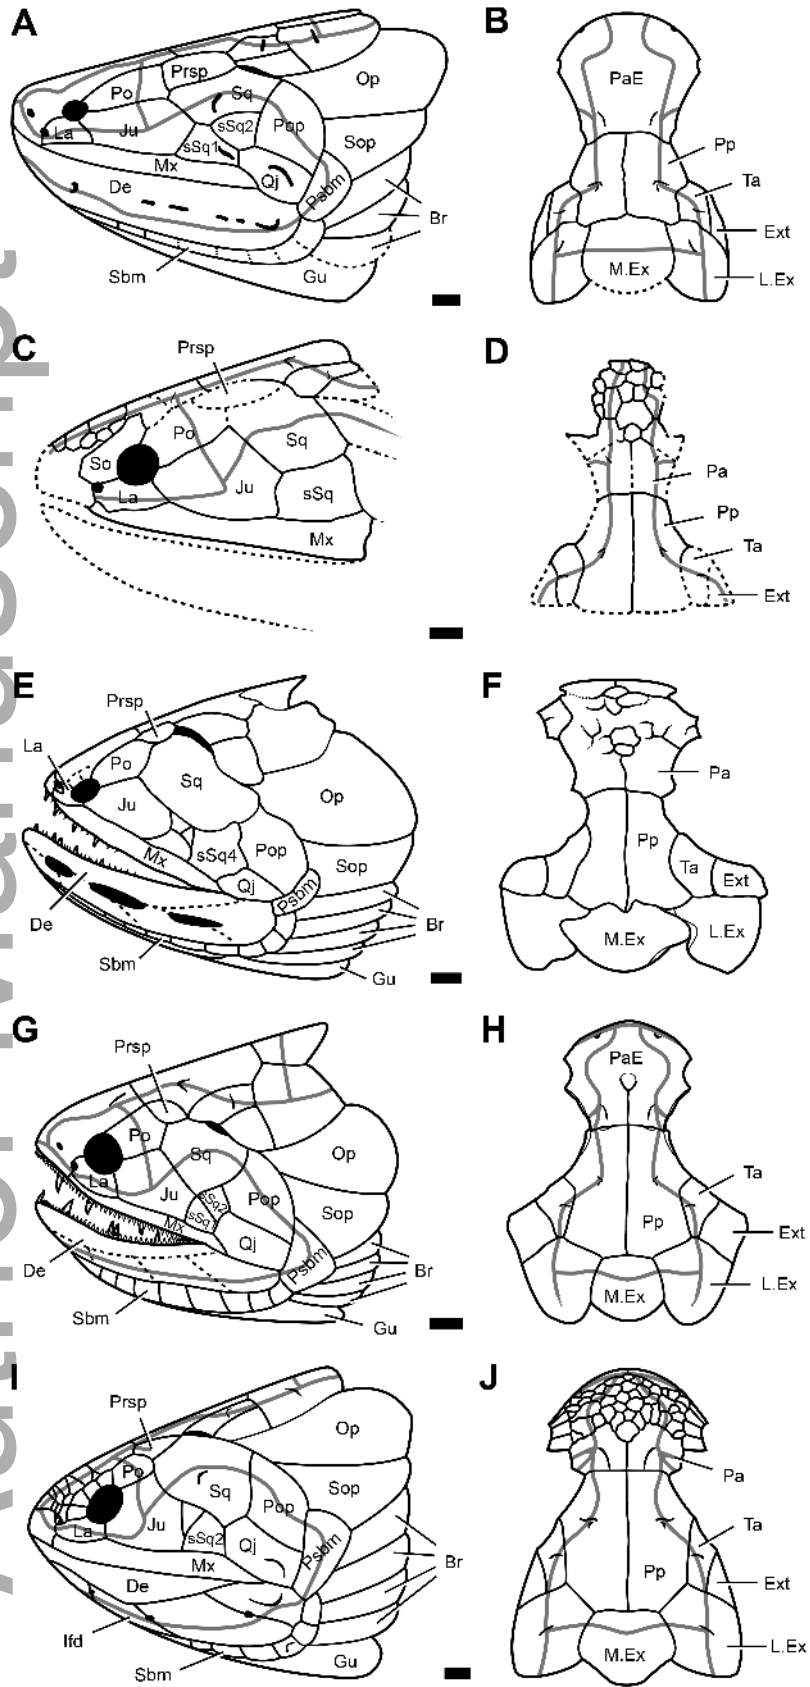 A
Prsp
Po
Sq
Op
La
Ju
sSq2
Pop
sSq1
Sop
Mx
De
Qj
Psbm
Br
Sbm
Gu
B
PaE
Pp
Ta
Ext
M.Ex
L.Ex
C
Prsp
Po
Sq
So
La
Ju
sSq
Mx
D
Pa
Pp
Ta
Ext
E
Prsp
La
Po
Sq
Ju
Op
Mx
sSq4
Pop
Sop
Qj
Psbm
De
Br
Sbm
Gu
F
Pa
Pp
Ta
Ext
M.Ex
L.Ex
G
Prsp
Po
Sq
Op
La
Ju
sSq2
Pop
sSq1
Sop
Mx
Qj
Psbm
De
Br
Sbm
Gu
H
PaE
Ta
Pp
Ext
L.Ex
M.Ex
I
Prsp
Op
Po
Sq
Sop
Pop
La
Ju
sSq2
Qj
Psbm
Mx
Br
De
Ifd
Sbm
Gu
J
Pa
Ta
Pp
Ext
L.Ex
M.Ex